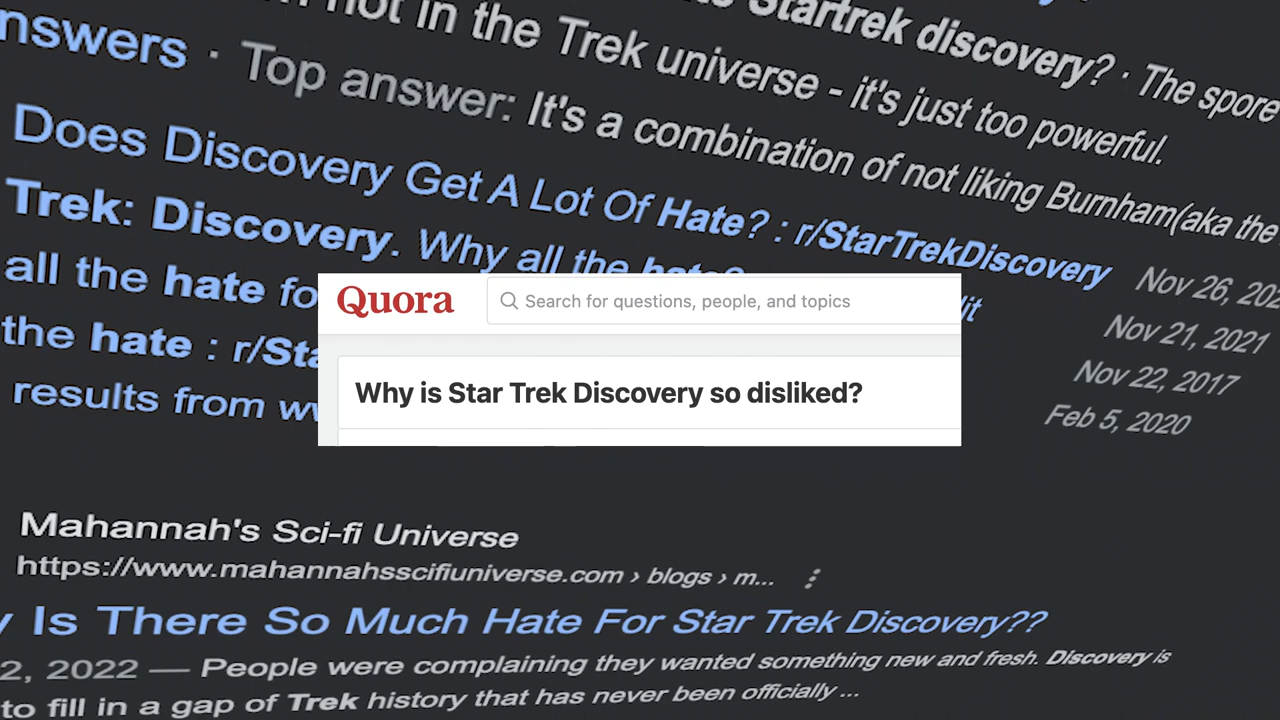 Startrek discovery? · The spore
not in the Trek universe - it's just too powerful.
nswers · Top answer: It's a combination of not liking Burnham(aka the
Does Discovery Get A Lot Of Hate? : r/StarTrekDiscovery
Nov 26, 202
Trek: Discovery. Why all the hate?
Nov 21, 2021
all the hate fo
Nov 22, 2017
the hate : r/Sta
Feb 5, 2020
results from
Quora
Search for questions, people, and topics
Why is Star Trek Discovery so disliked?
Mahannah's Sci-fi Universe
https://www.mahannahsscifiuniverse.com › blogs › m...
y Is There So Much Hate For Star Trek Discovery??
2, 2022 — People were complaining they wanted something new and fresh. Discovery is
to fill in a gap of Trek history that has never been officially ...